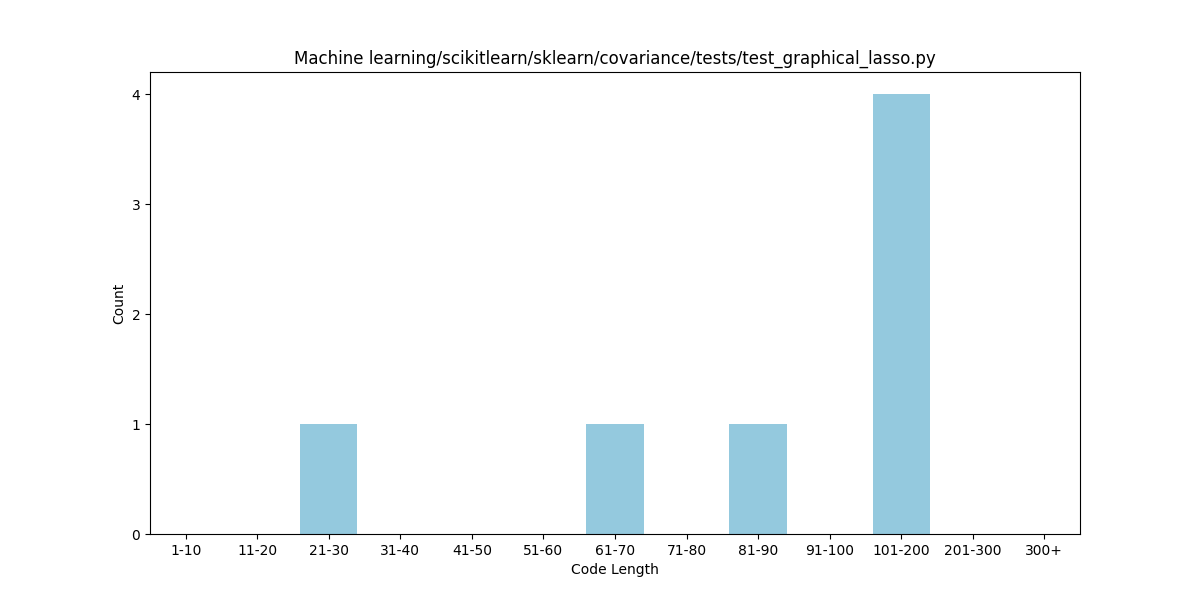 Machine learning/scikitlearn/sklearn/covariance/tests/test_graphical_lasso.py
4
3
2
1
0
Count
1-10 11-20 21-30 31-40 41-50 51-60 61-70 71-80 81-90 91-100 101-200 201-300 300+
Code Length